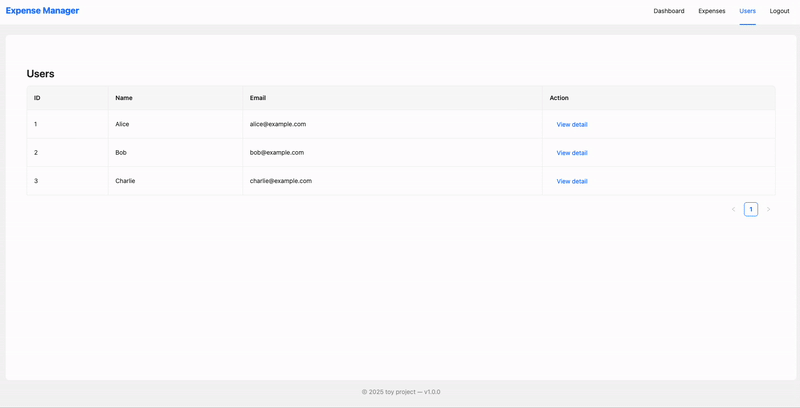 Expense Manager Dashboard Expenses Users Logout
Users
ID Name Email Action
1 Alice alice@example.com View detail
2 Bob bob@example.com View detail
3 Charlie charlie@example.com View detail
< 1 >
© 2025 toy project — v1.0.0